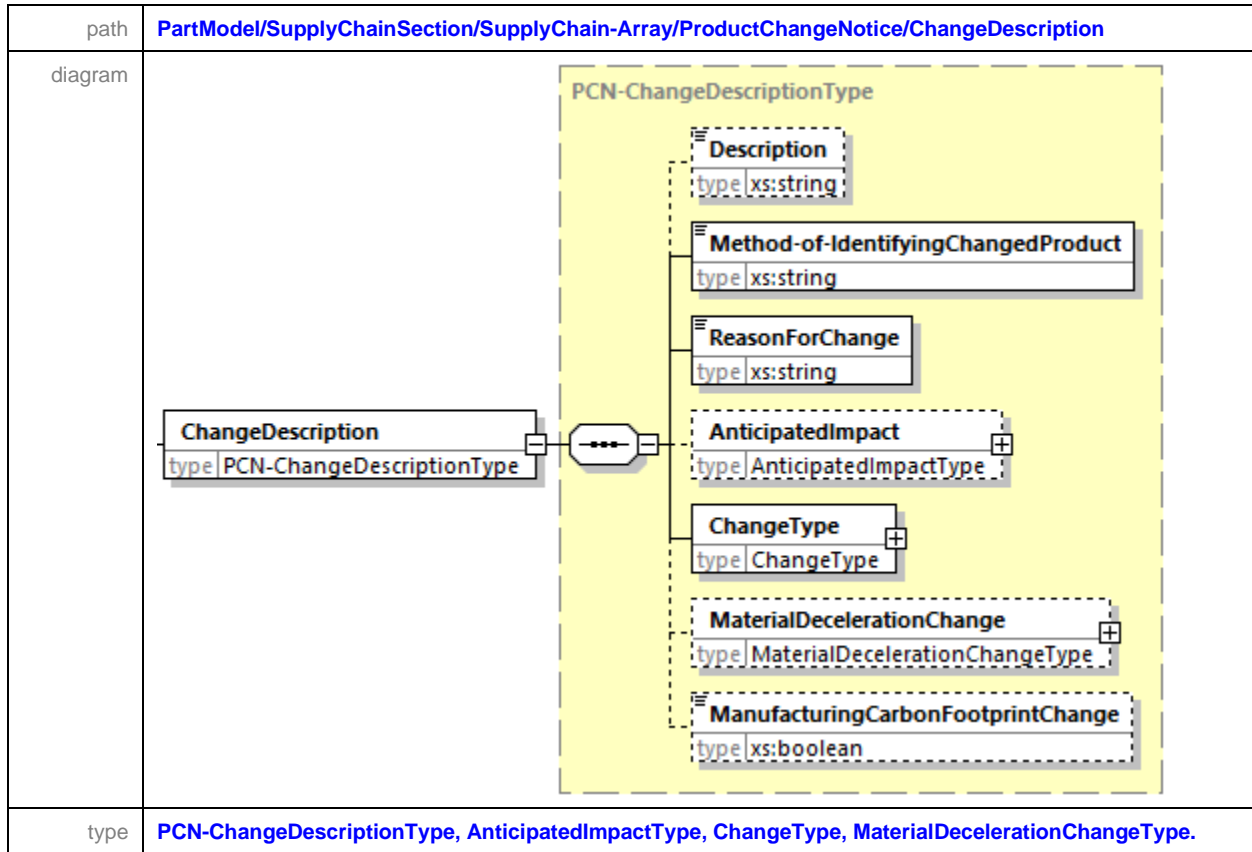 path
PartModel/SupplyChainSection/SupplyChain-Array/ProductChangeNotice/ChangeDescription
diagram
PCN-ChangeDescriptionType
Description
type xs:string
Method-of-IdentifyingChangedProduct
type xs:string
ReasonForChange
type xs:string
ChangeDescription
type PCN-ChangeDescriptionType
AnticipatedImpact
type AnticipatedImpactType
ChangeType
type ChangeType
MaterialDecelerationChange
type MaterialDecelerationChangeType
ManufacturingCarbonFootprintChange
type xs:boolean
type
PCN-ChangeDescriptionType, AnticipatedImpactType, ChangeType, MaterialDecelerationChangeType.